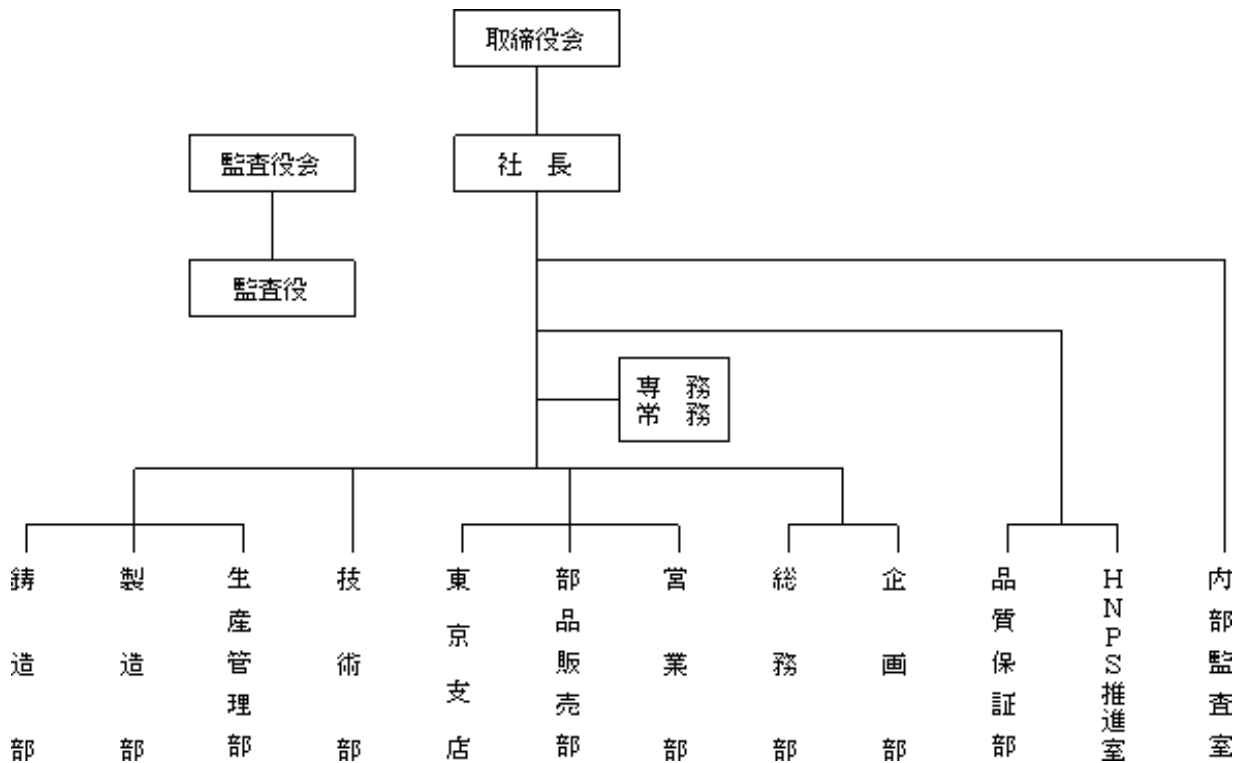 取締役会
監査役会
社　長
監査役
専　務
常　務
鋳造部
製造部
生産管理部
技術部
東京支店
部品販売部
営業部
総務部
企画部
品質保証部
HNPS推進室
内部監査室